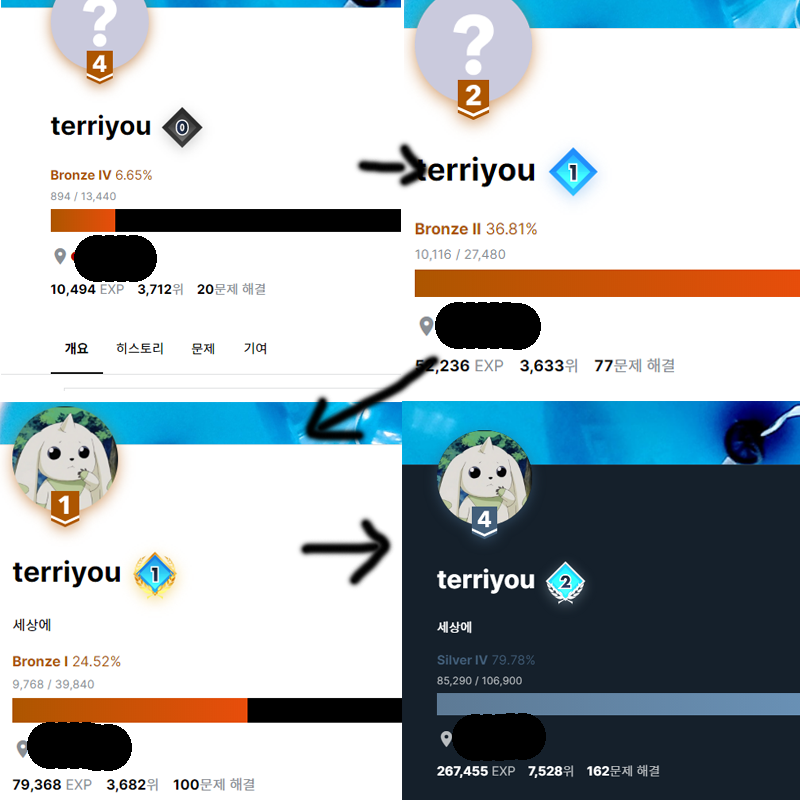 ?
4
terriyou 0
Bronze IV 6.65%
894 / 13,440
10,494 EXP 3,712위 20문제 해결
개요 히스토리 문제 기여
?
2
terriyou 1
Bronze II 36.81%
10,116 / 27,480
52,236 EXP 3,633위 77문제 해결
1
terriyou 1
세상에
Bronze I 24.52%
9,768 / 39,840
79,368 EXP 3,682위 100문제 해결
4
terriyou 2
세상에
Silver IV 79.78%
85,290 / 106,900
267,455 EXP 7,528위 162문제 해결